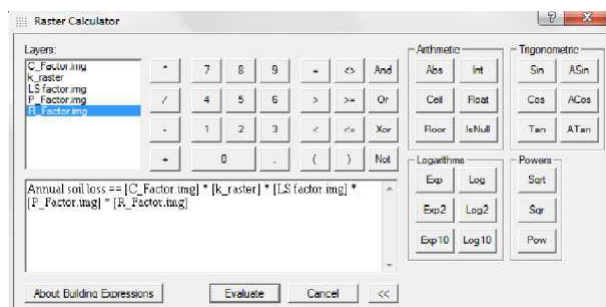 Raster Calculator
Layers:
C_Factor.img
k_raster
LS factor.img
P_Factor.img
R_Factor.img
* 7 8 9 = <> And
/ 4 5 6 > >= Or
- 1 2 3 < <= Xor
+ 0 . ( ) Not
Arithmetic
Abs Int
Ceil Float
Floor IsNull
Trigonometric
Sin ASin
Cos ACos
Tan ATan
Logarithms
Exp Log
Exp2 Log2
Exp10 Log10
Powers
Sqrt
Sqr
Pow
Annual soil loss == [C_Factor.img] * [k_raster] * [LS factor img] *
[P_Factor.img] * [R_Factor.img]
About Building Expressions Evaluate Cancel <<